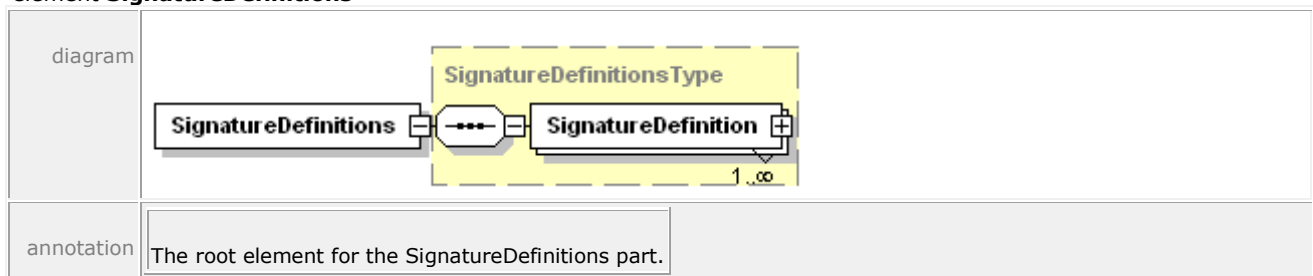 element SignatureDefinitions
diagram
SignatureDefinitionsType
SignatureDefinitions
SignatureDefinition
1..∞
annotation
The root element for the SignatureDefinitions part.